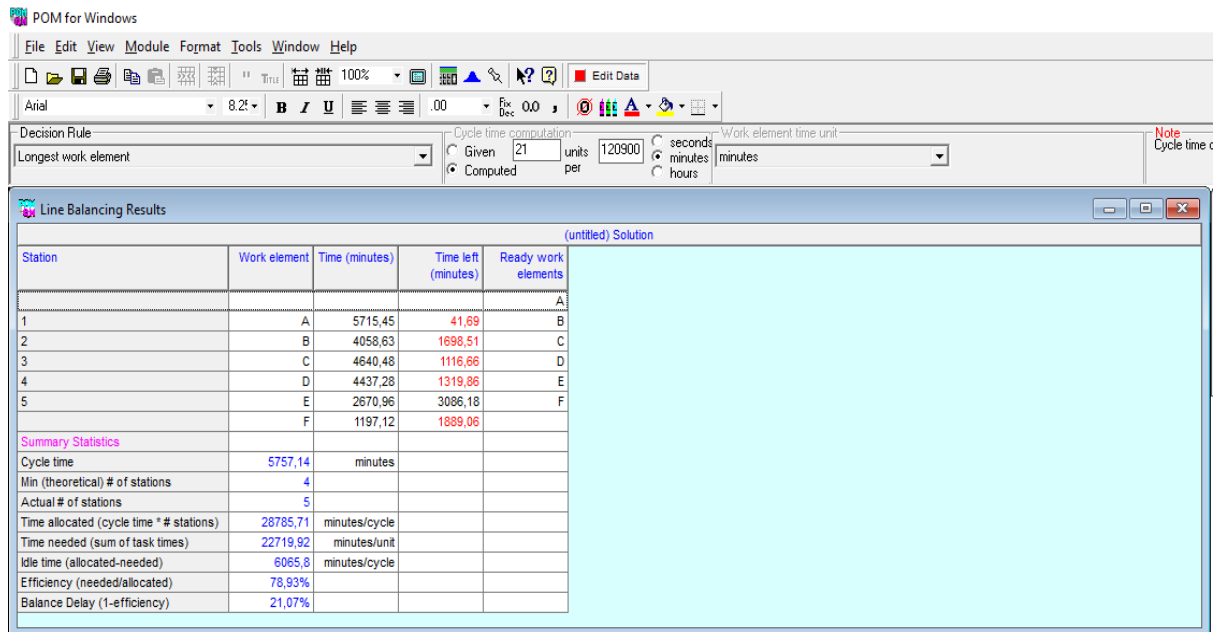 POM for Windows
File Edit View Module Format Tools Window Help
100% Edit Data
Arial 8.2! B I U .00 Fix Dec 0.0 , A
Decision Rule Cycle time computation Work element time unit Note
Longest work element Given 21 units per 120900 seconds minutes hours minutes Cycle time c
Computed
Line Balancing Results
(untitled) Solution
Station Work element Time (minutes) Time left (minutes) Ready work elements
A
1 A 5715,45 41,69 B
2 B 4058,63 1698,51 C
3 C 4640,48 1116,66 D
4 D 4437,28 1319,86 E
5 E 2670,96 3086,18 F
F 1197,12 1889,06
Summary Statistics
Cycle time 5757,14 minutes
Min (theoretical) # of stations 4
Actual # of stations 5
Time allocated (cycle time * # stations) 28785,71 minutes/cycle
Time needed (sum of task times) 22719,92 minutes/unit
Idle time (allocated-needed) 6065,8 minutes/cycle
Efficiency (needed/allocated) 78,93%
Balance Delay (1-efficiency) 21,07%